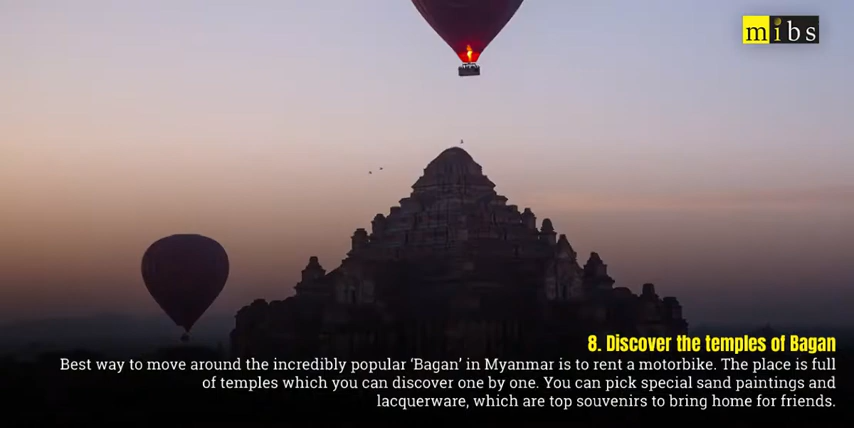 mibs
8. Discover the temples of Bagan
Best way to move around the incredibly popular ‘Bagan’ in Myanmar is to rent a motorbike. The place is full
of temples which you can discover one by one. You can pick special sand paintings and
lacquerware, which are top souvenirs to bring home for friends.